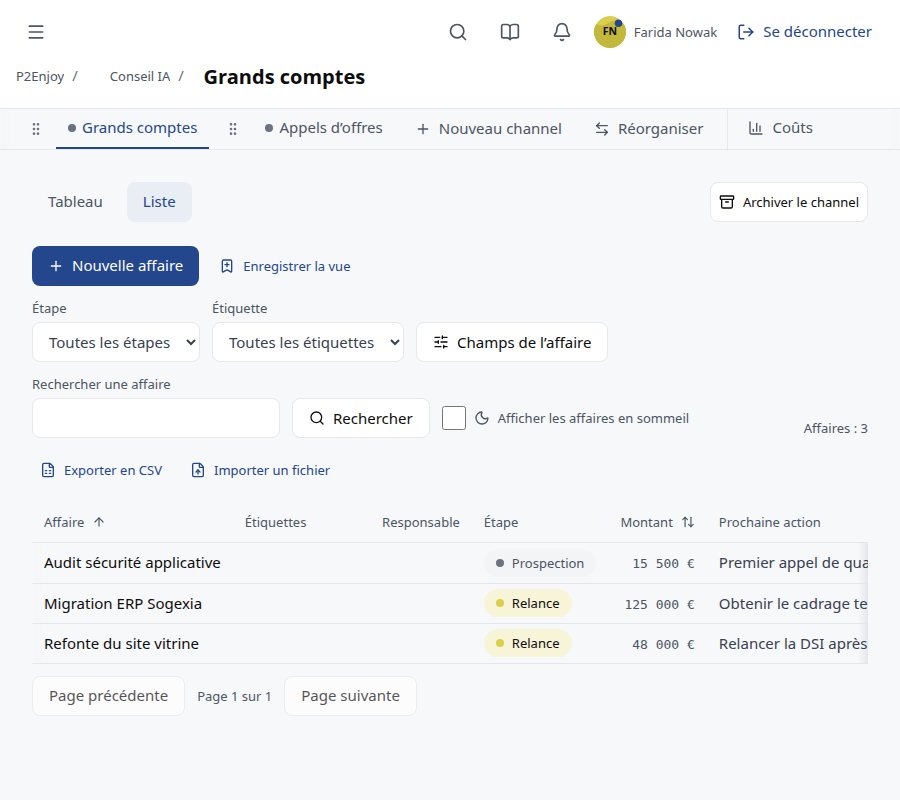 FN Farida Nowak Se déconnecter
P2Enjoy / Conseil IA / Grands comptes
Grands comptes Appels d’offres Nouveau channel Réorganiser Coûts
Tableau Liste Archiver le channel
Nouvelle affaire Enregistrer la vue
Étape Étiquette
Toutes les étapes Toutes les étiquettes Champs de l’affaire
Rechercher une affaire
Rechercher Afficher les affaires en sommeil
Affaires : 3
Exporter en CSV Importer un fichier
Affaire Étiquettes Responsable Étape Montant Prochaine action
Audit sécurité applicative Prospection 15 500 € Premier appel de qua
Migration ERP Sogexia Relance 125 000 € Obtenir le cadrage te
Refonte du site vitrine Relance 48 000 € Relancer la DSI après
Page précédente Page 1 sur 1 Page suivante